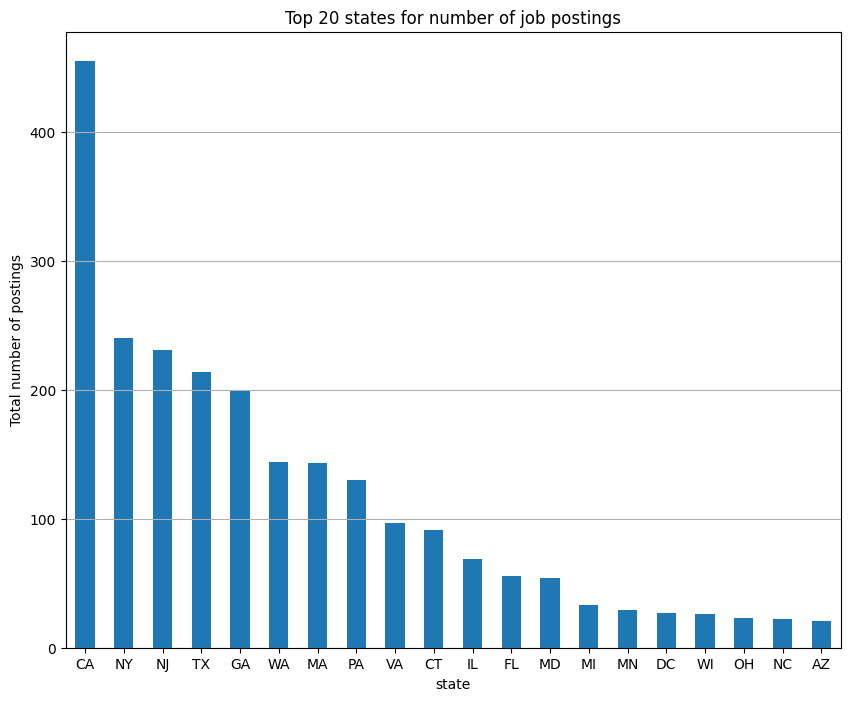 Top 20 states for number of job postings
Total number of postings
400
300
200
100
0
CA NY NJ TX GA WA MA PA VA CT IL FL MD MI MN DC WI OH NC AZ
state